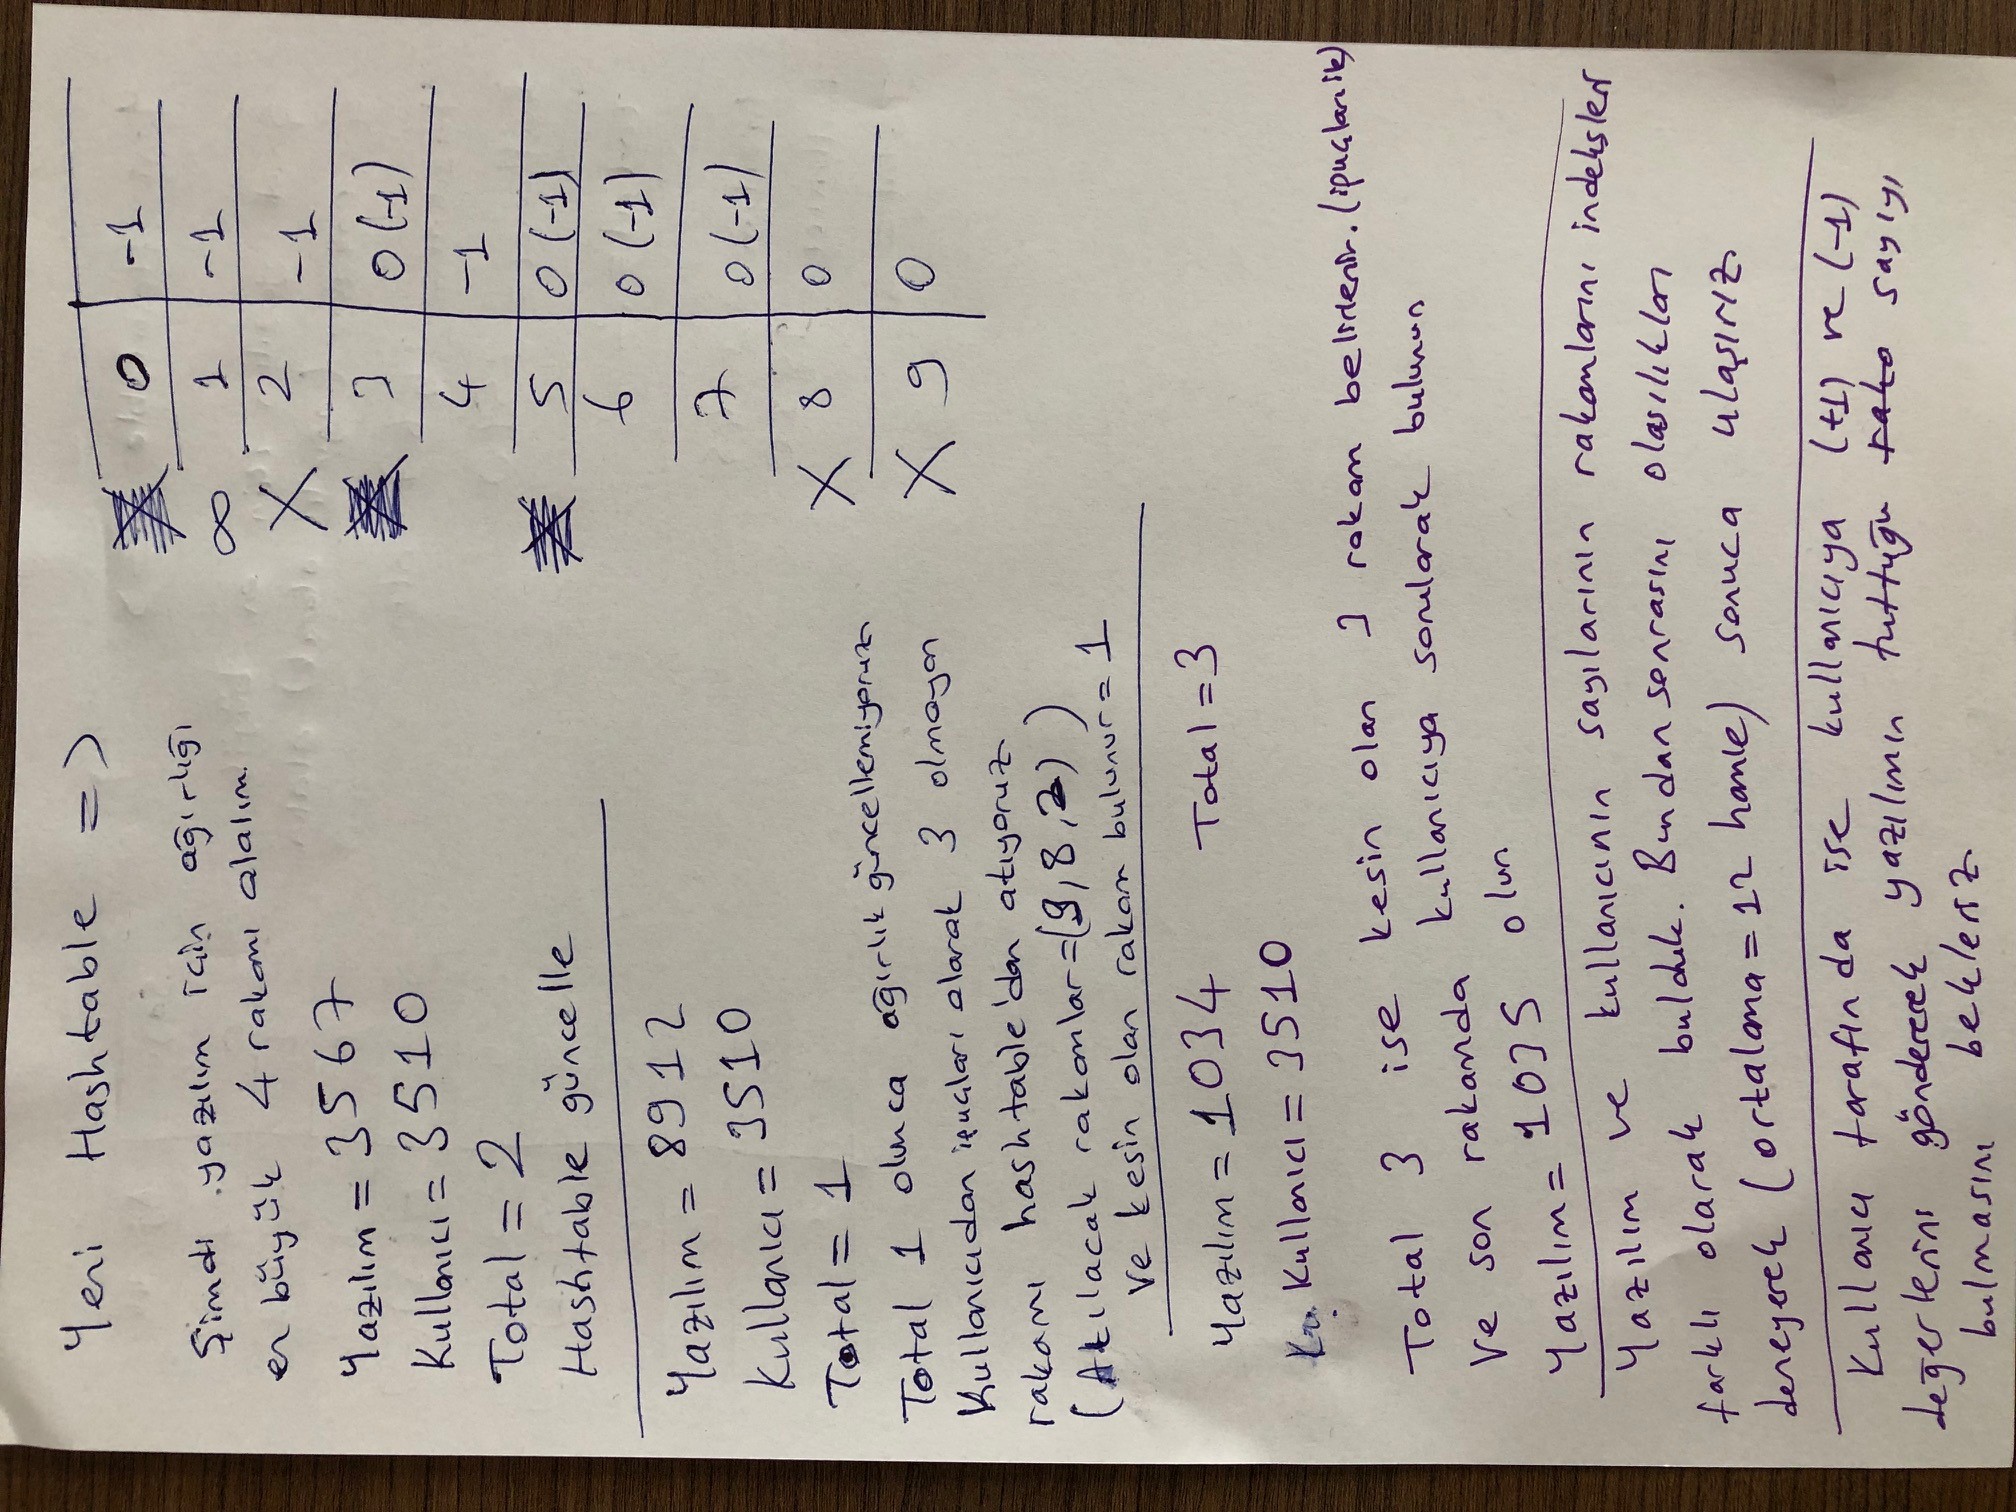 Yeni Hashtable =>
Şimdi yazılım için ağırlığı
en büyük 4 rakamı alalım.
Yazılım = 3567
Kullanıcı = 3510
Total = 2
Hashtable güncelle
Yazılım = 8912
Kullanıcı = 3510
Total = 1
Total 1 olunca ağırlık güncellemiyoruz
Kullanıcıdan ipuçları alarak 3 olmayan
rakamı hashtable'dan atıyoruz
(Atılacak rakamlar=(9,8,2) )
ve kesin olan rakam bulunur = 1
Yazılım = 1034 Total = 3
Kullanıcı = 3510
Total 3 ise kesin olan 3 rakam belirlenir. (ipuçları ile)
Ve son rakamda kullanıcıya sorularak bulunur
Yazılım = 1035 olur
Yazılım ve kullanıcının sayılarının rakamlarını indeksleri
farklı olarak bulduk. Bundan sonrasını olasılıkları
deneyerek (ortalama = 12 hamle) sonuca ulaşırız
Kullanıcı tarafında ise kullanıcıya (+1) ve (-1)
değerlerini göndererek yazılımın tuttuğu rako sayıyı
bulmasını bekleriz
0 -1
∞ 1 -1
X 2 -1
3 0 (-1)
4 -1
5 0 (-1)
6 0 (-1)
7 0 (-1)
X 8 0
X 9 0